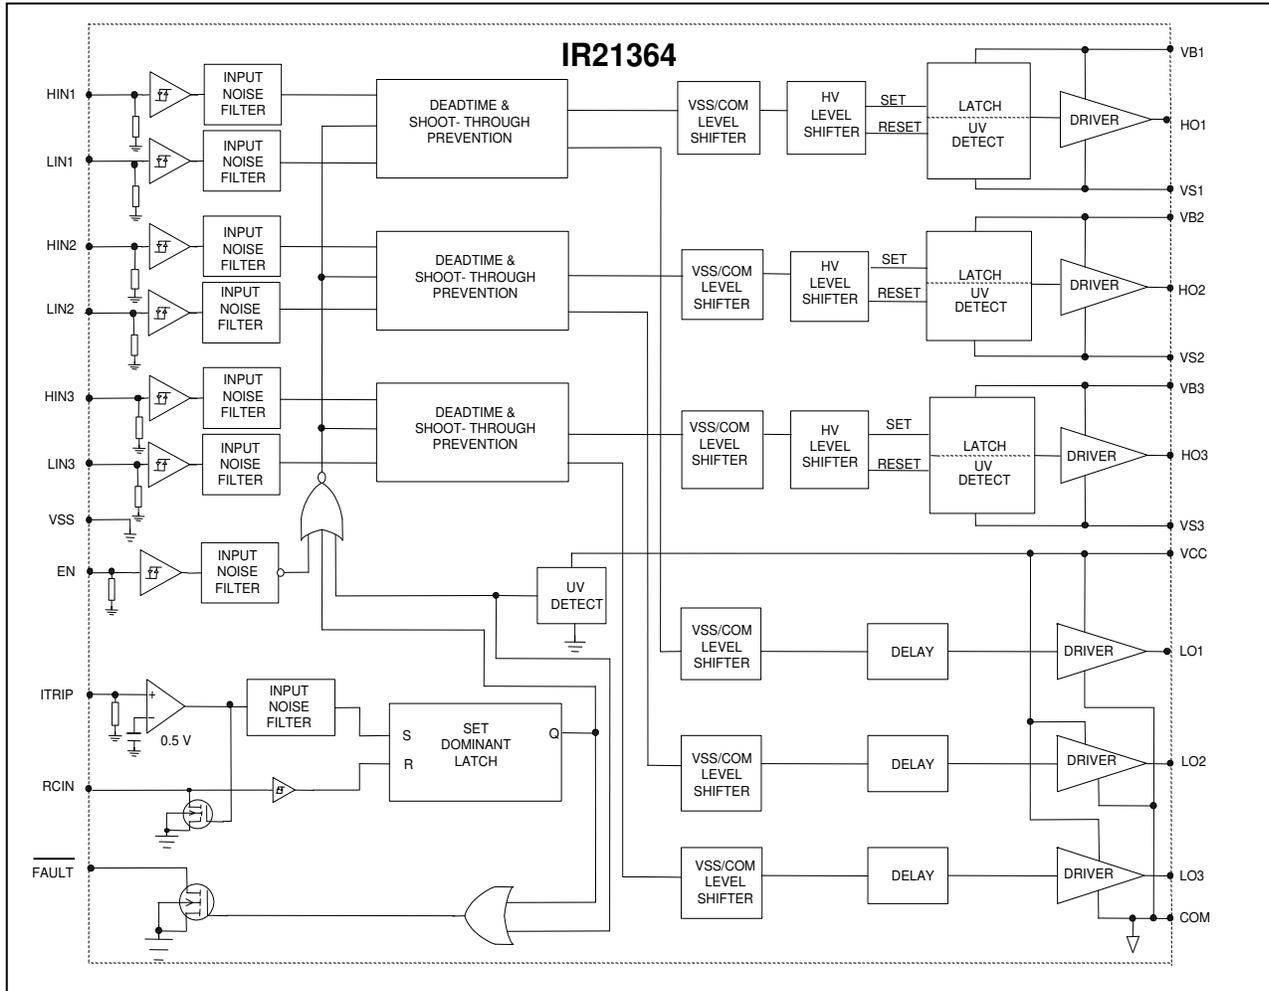 IR21364
VB1
HIN1
INPUT
NOISE
FILTER
DEADTIME &
SHOOT- THROUGH
PREVENTION
VSS/COM
LEVEL
SHIFTER
HV
LEVEL
SHIFTER
SET
RESET
LATCH
UV
DETECT
DRIVER
HO1
LIN1
INPUT
NOISE
FILTER
VS1
VB2
HIN2
INPUT
NOISE
FILTER
DEADTIME &
SHOOT- THROUGH
PREVENTION
VSS/COM
LEVEL
SHIFTER
HV
LEVEL
SHIFTER
SET
RESET
LATCH
UV
DETECT
DRIVER
HO2
LIN2
INPUT
NOISE
FILTER
VS2
VB3
HIN3
INPUT
NOISE
FILTER
DEADTIME &
SHOOT- THROUGH
PREVENTION
VSS/COM
LEVEL
SHIFTER
HV
LEVEL
SHIFTER
SET
RESET
LATCH
UV
DETECT
DRIVER
HO3
LIN3
INPUT
NOISE
FILTER
VSS
VS3
VCC
EN
INPUT
NOISE
FILTER
UV
DETECT
VSS/COM
LEVEL
SHIFTER
DELAY
DRIVER
LO1
ITRIP
+
−
0.5 V
INPUT
NOISE
FILTER
S
R
SET
DOMINANT
LATCH
Q
VSS/COM
LEVEL
SHIFTER
DELAY
DRIVER
LO2
RCIN
FAULT
VSS/COM
LEVEL
SHIFTER
DELAY
DRIVER
LO3
COM